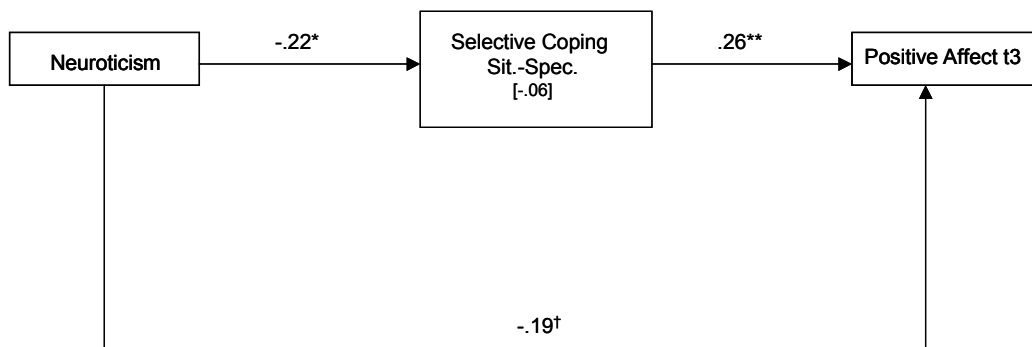 -.22*
.26**
Neuroticism
Selective Coping
Sit.-Spec.
[-.06]
Positive Affect t3
-.19†